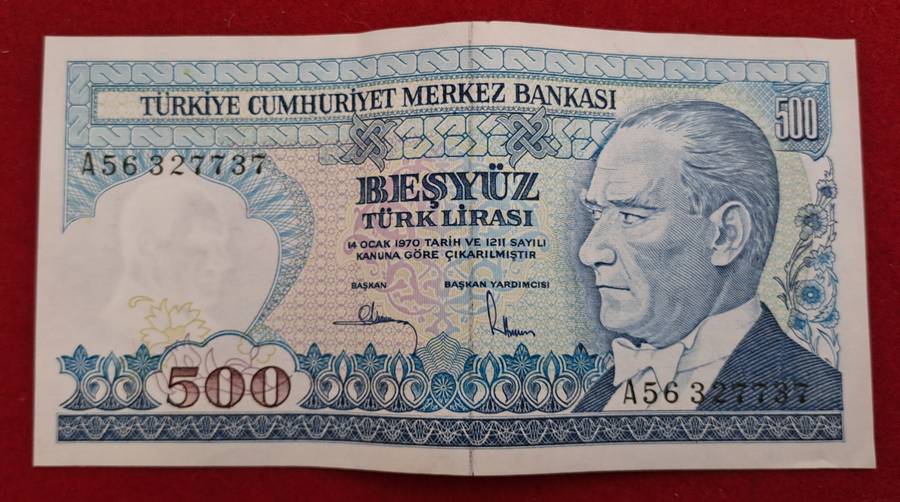 TÜRKİYE CUMHURİYET MERKEZ BANKASI
500
A56 327737
BEŞYÜZ
TÜRK LİRASI
14 OCAK 1970 TARİH VE 1211 SAYILI
KANUNA GÖRE ÇIKARILMIŞTIR
BAŞKAN BAŞKAN YARDIMCISI
500
A56 327737